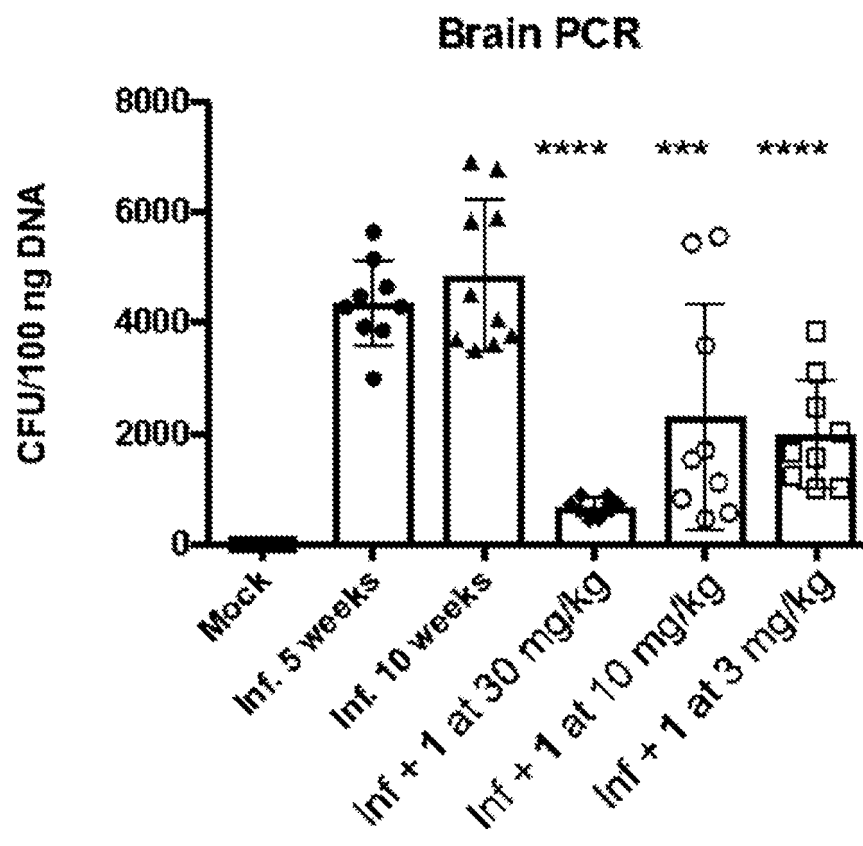 Brain PCR
CFU/100 ng DNA
8000
6000
4000
2000
0
****
***
****
Mock
Inf. 5 weeks
Inf. 10 weeks
Inf + 1 at 30 mg/kg
Inf + 1 at 10 mg/kg
Inf + 1 at 3 mg/kg